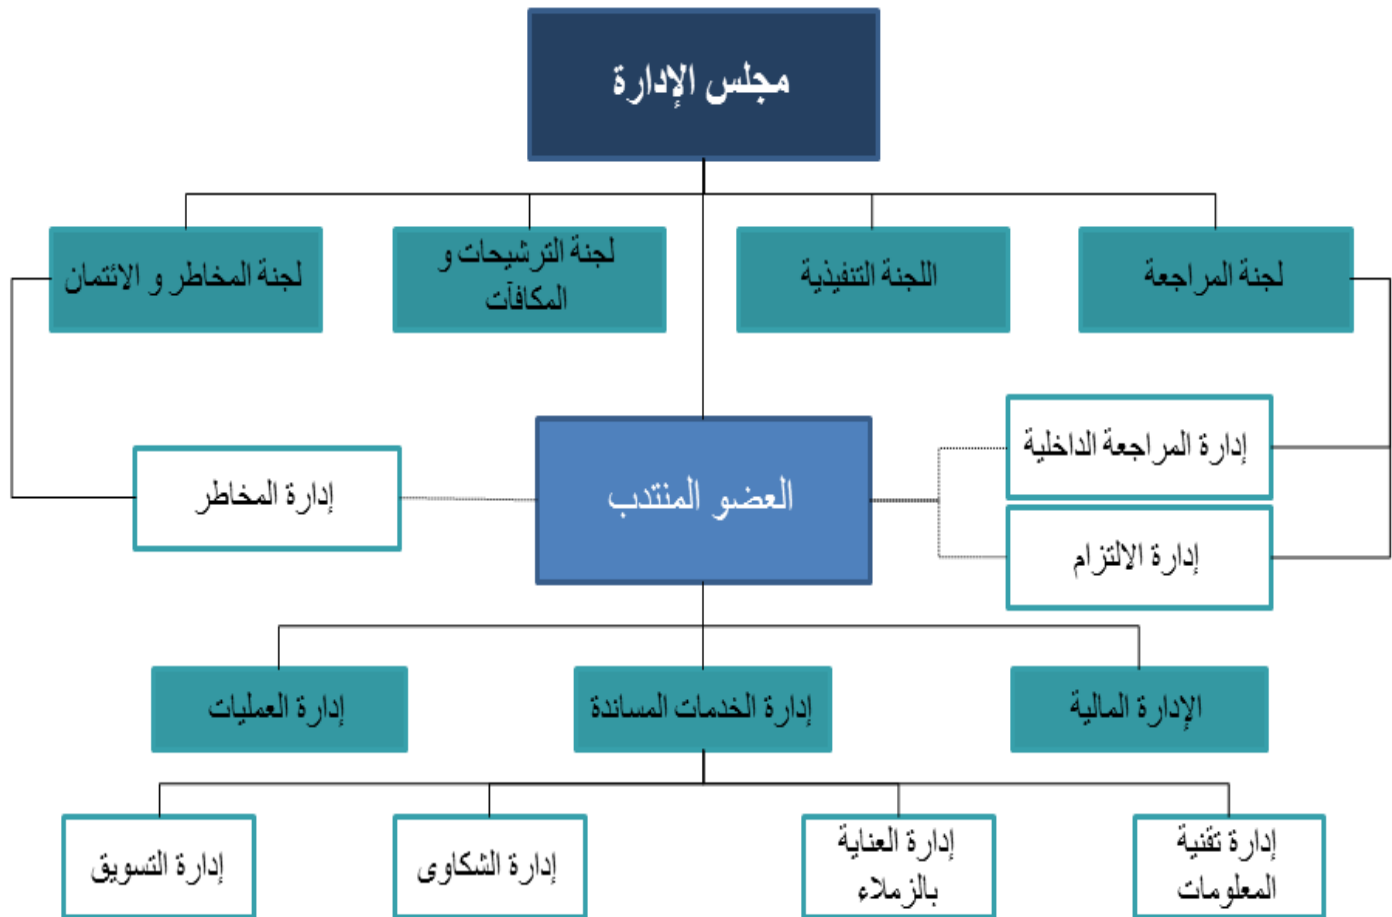 مجلس الإدارة
لجنة المراجعة
اللجنة التنفيذية
لجنة الترشيحات و
المكافآت
لجنة المخاطر و الائتمان
إدارة المراجعة الداخلية
إدارة الالتزام
العضو المنتدب
إدارة المخاطر
الإدارة المالية
إدارة الخدمات المساندة
إدارة العمليات
إدارة تقنية
المعلومات
إدارة العناية
بالزملاء
إدارة الشكاوى
إدارة التسويق